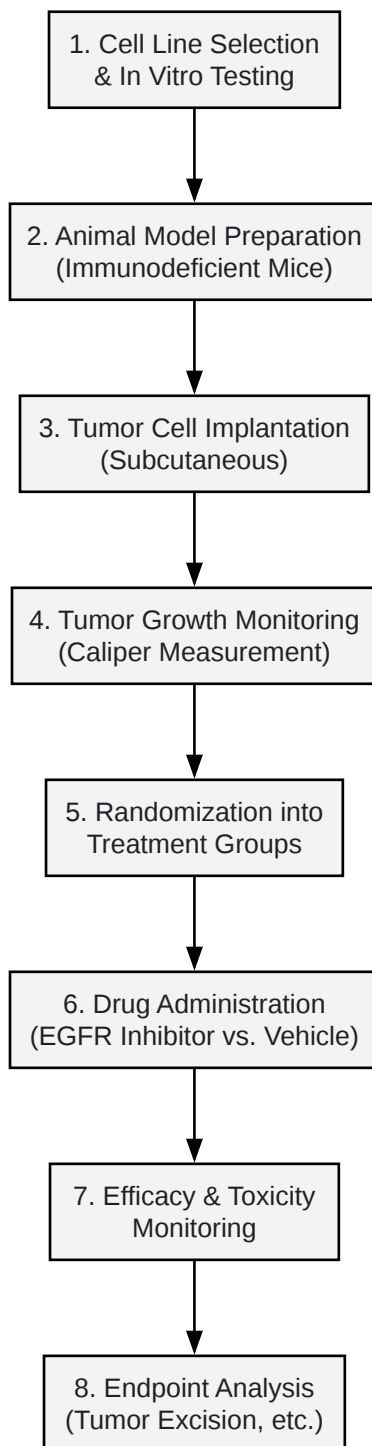 1. Cell Line Selection
& In Vitro Testing
2. Animal Model Preparation
(Immunodeficient Mice)
3. Tumor Cell Implantation
(Subcutaneous)
4. Tumor Growth Monitoring
(Caliper Measurement)
5. Randomization into
Treatment Groups
6. Drug Administration
(EGFR Inhibitor vs. Vehicle)
7. Efficacy & Toxicity
Monitoring
8. Endpoint Analysis
(Tumor Excision, etc.)